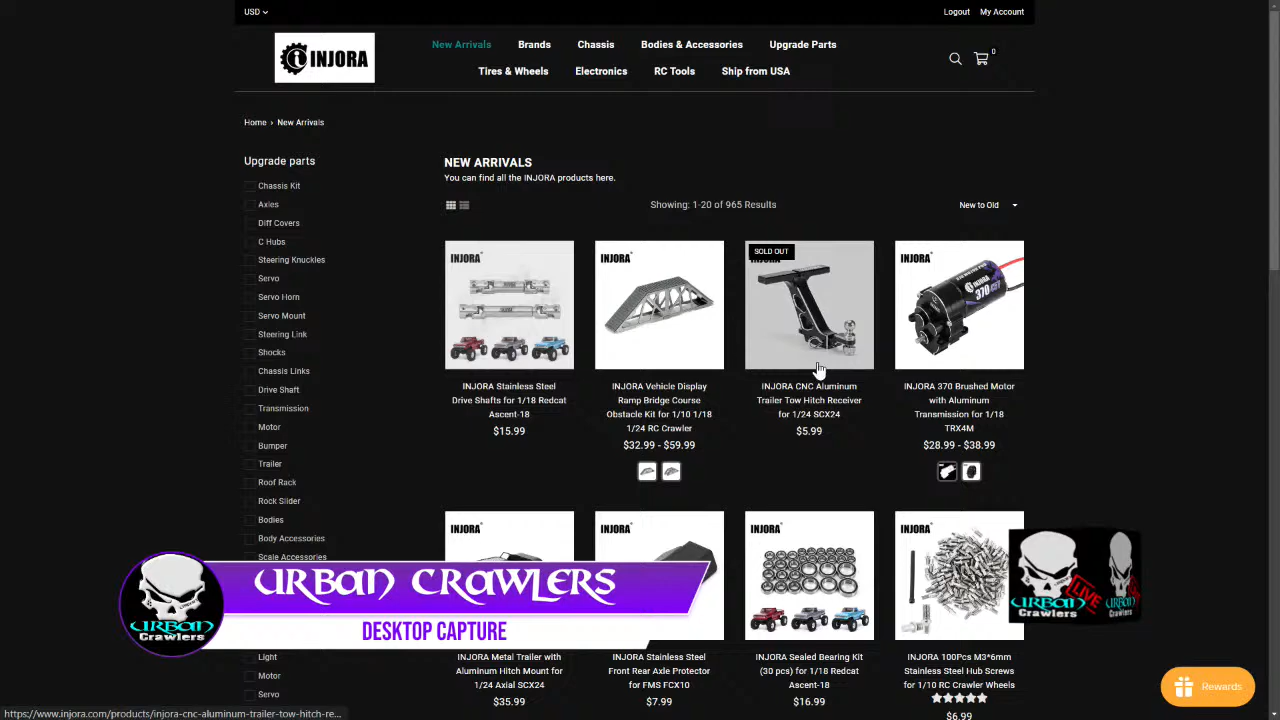 USD
Logout
My Account
INJORA
New Arrivals
Brands
Chassis
Bodies & Accessories
Upgrade Parts
Tires & Wheels
Electronics
RC Tools
Ship from USA
0
Home › New Arrivals
Upgrade parts
Chassis Kit
Axles
Diff Covers
C Hubs
Steering Knuckles
Servo
Servo Horn
Servo Mount
Steering Link
Shocks
Chassis Links
Drive Shaft
Transmission
Motor
Bumper
Trailer
Roof Rack
Rock Slider
Bodies
Body Accessories
Scale Accessories
Light
Motor
Servo
NEW ARRIVALS
You can find all the INJORA products here.
Showing: 1-20 of 965 Results
New to Old
INJORA
INJORA Stainless Steel
Drive Shafts for 1/18 Redcat
Ascent-18
$15.99
INJORA
INJORA Vehicle Display
Ramp Bridge Course
Obstacle Kit for 1/10 1/18
1/24 RC Crawler
$32.99 - $59.99
SOLD OUT
INJORA CNC Aluminum
Trailer Tow Hitch Receiver
for 1/24 SCX24
$5.99
INJORA
INJORA
370
INJORA 370 Brushed Motor
with Aluminum
Transmission for 1/18
TRX4M
$28.99 - $38.99
INJORA
INJORA Metal Trailer with
Aluminum Hitch Mount for
1/24 Axial SCX24
$35.99
INJORA
INJORA Stainless Steel
Front Rear Axle Protector
for FMS FCX10
$7.99
INJORA
INJORA Sealed Bearing Kit
(30 pcs) for 1/18 Redcat
Ascent-18
$16.99
INJORA
INJORA 100Pcs M3*6mm
Stainless Steel Hub Screws
for 1/10 RC Crawler Wheels
$6.99
URBAN CRAWLERS
DESKTOP CAPTURE
URBAN
Crawlers
LIVE
URBAN
Crawlers
URBAN
Crawlers
Rewards
https://www.injora.com/products/injora-cnc-aluminum-trailer-tow-hitch-re...